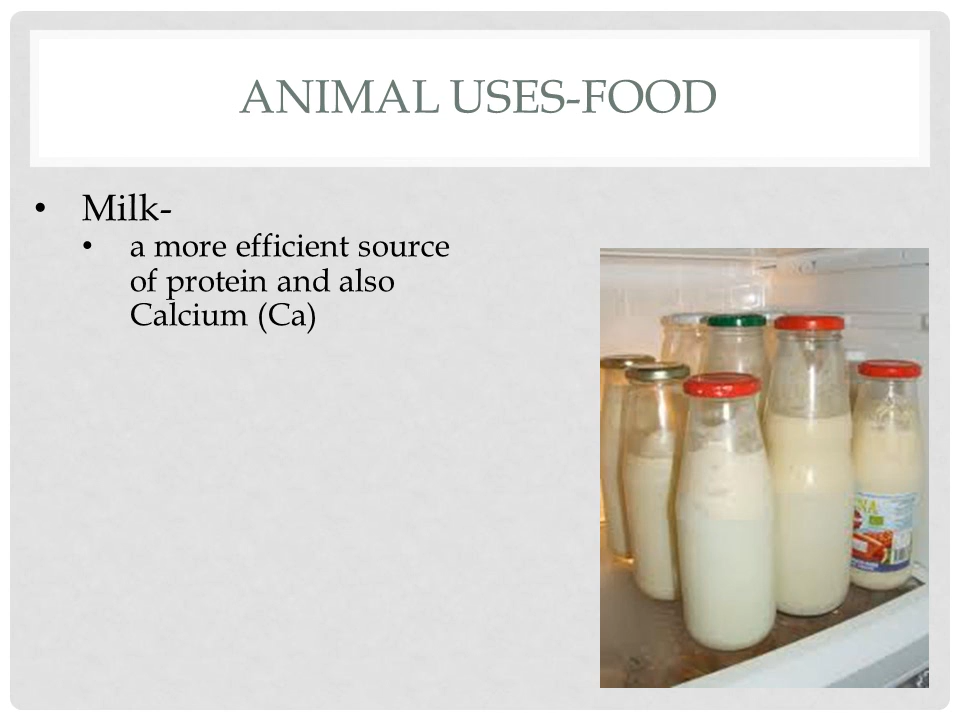 ANIMAL USES-FOOD
• Milk-
• a more efficient source
of protein and also
Calcium (Ca)